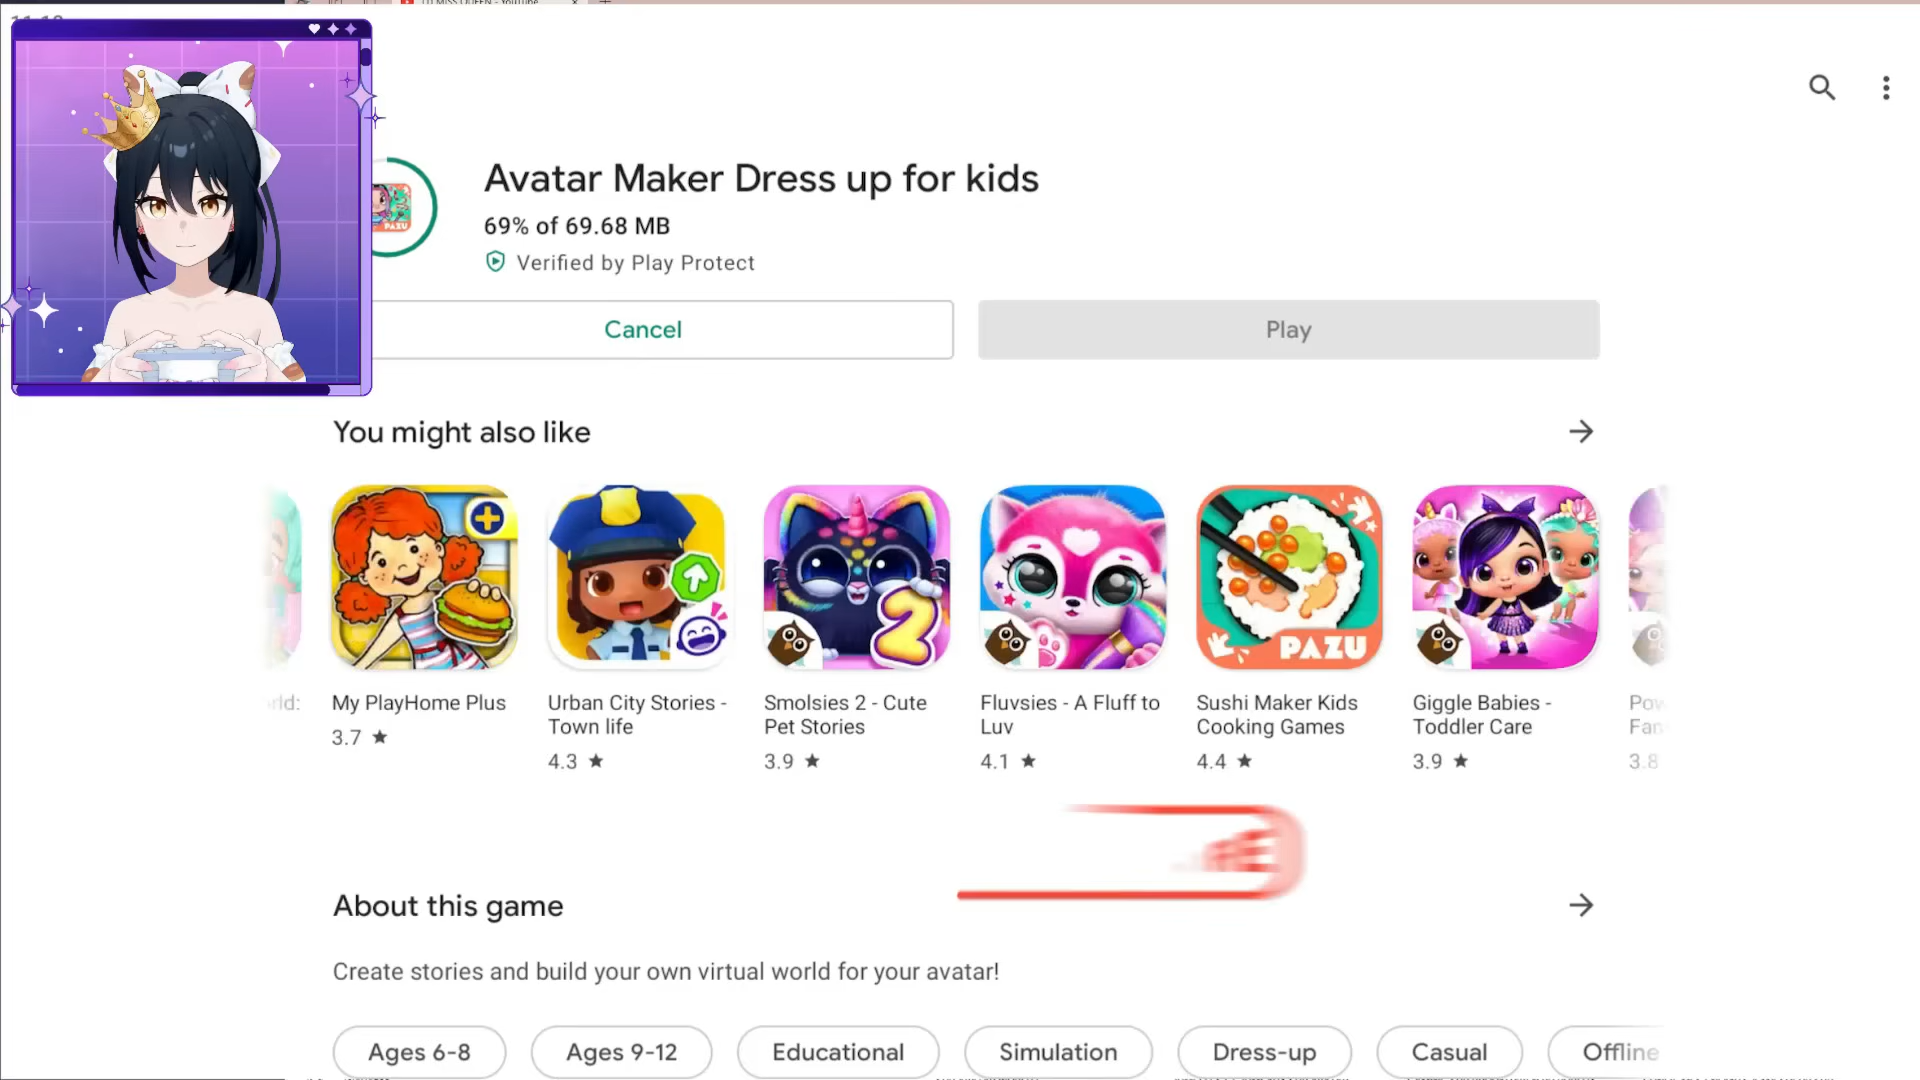 Avatar Maker Dress up for kids
69% of 69.68 MB
Verified by Play Protect
PAZU
Cancel
Play
You might also like
2
PAZU
My PlayHome Plus
Urban City Stories -
Town life
Smolsies 2 - Cute
Pet Stories
Fluvsies - A Fluff to
Luv
Sushi Maker Kids
Cooking Games
Giggle Babies -
Toddler Care
3.7 ★
4.3 ★
3.9 ★
4.1 ★
4.4 ★
3.9 ★
3.8
About this game
Create stories and build your own virtual world for your avatar!
Ages 6-8
Ages 9-12
Educational
Simulation
Dress-up
Casual
Offline